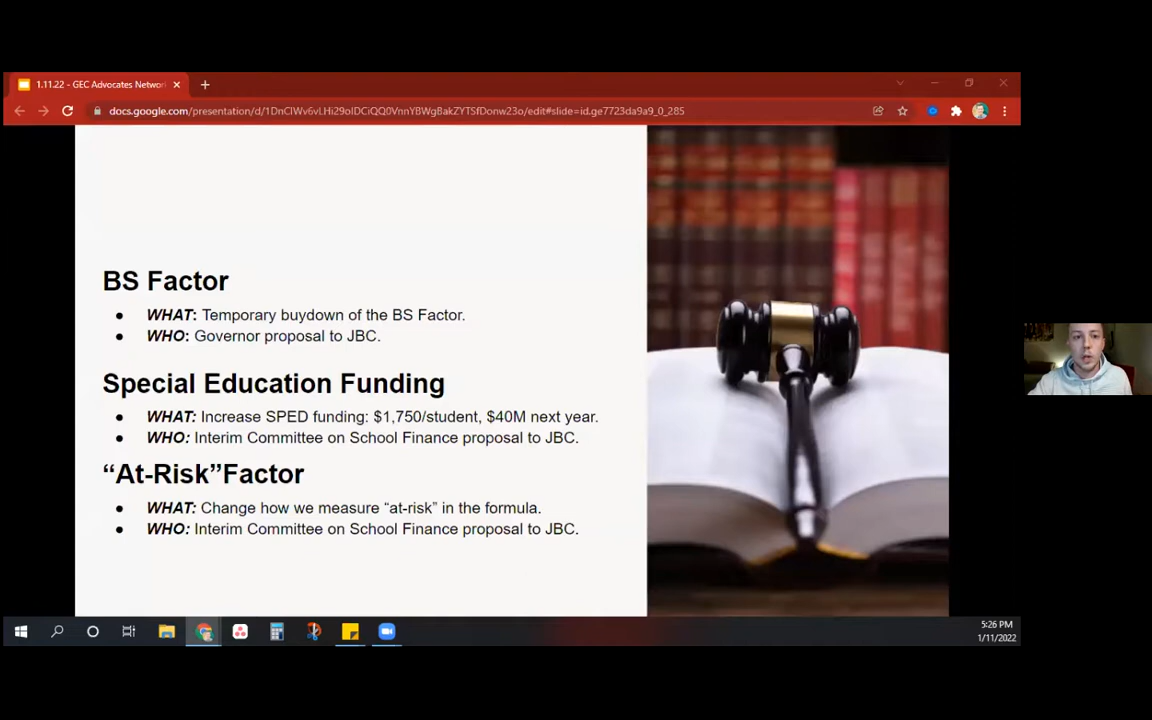 1.11.22 - GEC Advocates Networ
docs.google.com/presentation/d/1DnClWv6vLHi29oIDCiQQ0VnnYBWgBakZYTSfDonw23o/edit#slide=id.ge7723da9a9_0_285
BS Factor
● WHAT: Temporary buydown of the BS Factor.
● WHO: Governor proposal to JBC.
Special Education Funding
● WHAT: Increase SPED funding: $1,750/student, $40M next year.
● WHO: Interim Committee on School Finance proposal to JBC.
“At-Risk”Factor
● WHAT: Change how we measure “at-risk” in the formula.
● WHO: Interim Committee on School Finance proposal to JBC.
5:26 PM
1/11/2022